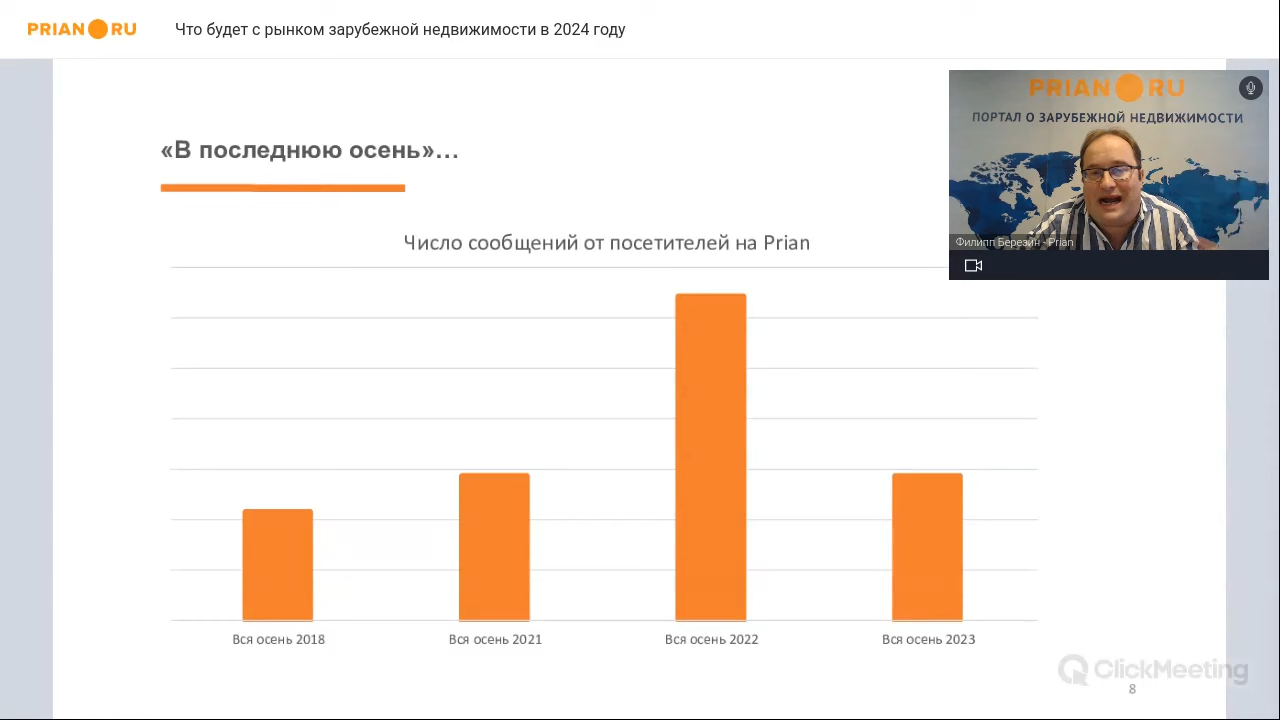 PRIAN RU
Что будет с рынком зарубежной недвижимости в 2024 году
PRIAN RU
ПОРТАЛ О ЗАРУБЕЖНОЙ НЕДВИЖИМОСТИ
Филипп Березин - Prian
«В последнюю осень»…
Число сообщений от посетителей на Prian
Вся осень 2018
Вся осень 2021
Вся осень 2022
Вся осень 2023
ClickMeeting
8